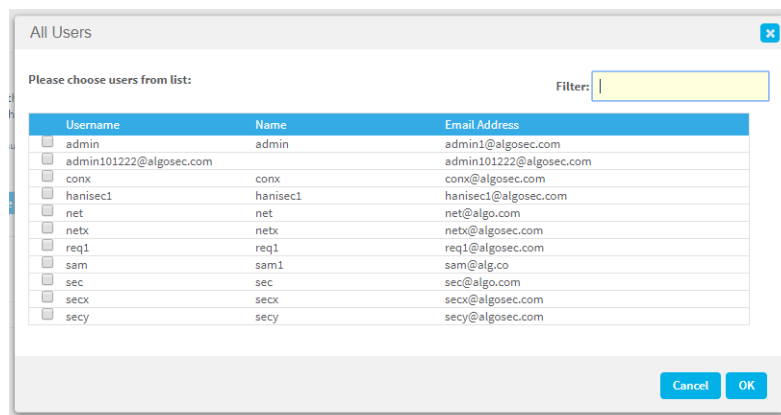 All Users
Please choose users from list:
Filter:
Username Name Email Address
admin admin admin1@algosec.com
admin101222@algosec.com admin101222@algosec.com
conx conx conx@algosec.com
hanisec1 hanisec1 hanisec1@algosec.com
net net net@algo.com
netx netx netx@algosec.com
req1 req1 req1@algosec.com
sam sam1 sam@alg.co
sec sec sec@algo.com
secx secx secx@algosec.com
secy secy secy@algosec.com
Cancel OK